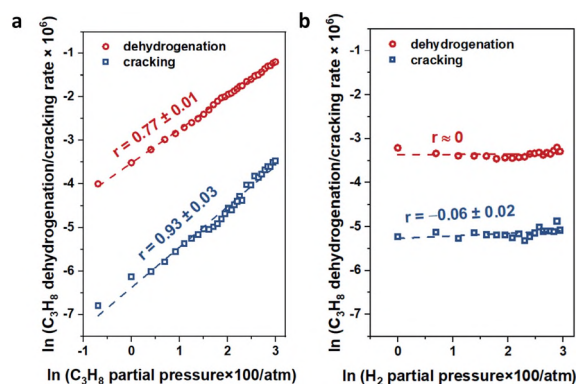 a
ln (C₃H₈ dehydrogenation/cracking rate × 10⁶)
-1
-2
-3
-4
-5
-6
-7
dehydrogenation
cracking
r = 0.77 ± 0.01
r = 0.93 ± 0.03
-1
0
1
2
3
ln (C₃H₈ partial pressure×100/atm)
b
ln (C₃H₈ dehydrogenation/cracking rate × 10⁶)
-1
-2
-3
-4
-5
-6
-7
dehydrogenation
cracking
r ≈ 0
r = −0.06 ± 0.02
0
1
2
3
ln (H₂ partial pressure×100/atm)